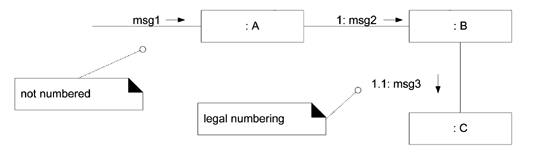 msg1
: A
1: msg2
: B
not numbered
1.1: msg3
legal numbering
: C